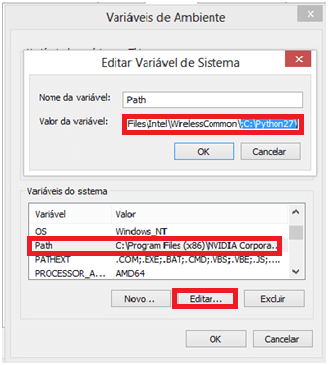 Variáveis de Ambiente
Editar Variável de Sistema
Nome da variável:
Path
Valor da variável:
Files\Intel\WirelessCommon\;C:\Python27\
OK
Cancelar
Variáveis do sistema
Variável
Valor
OS
Windows_NT
Path
C:\Program Files (x86)\NVIDIA Corpora...
PATHEXT
.COM;.EXE;.BAT;.CMD;.VBS;.VBE;.JS;....
PROCESSOR_A...
AMD64
Novo...
Editar...
Excluir
OK
Cancelar